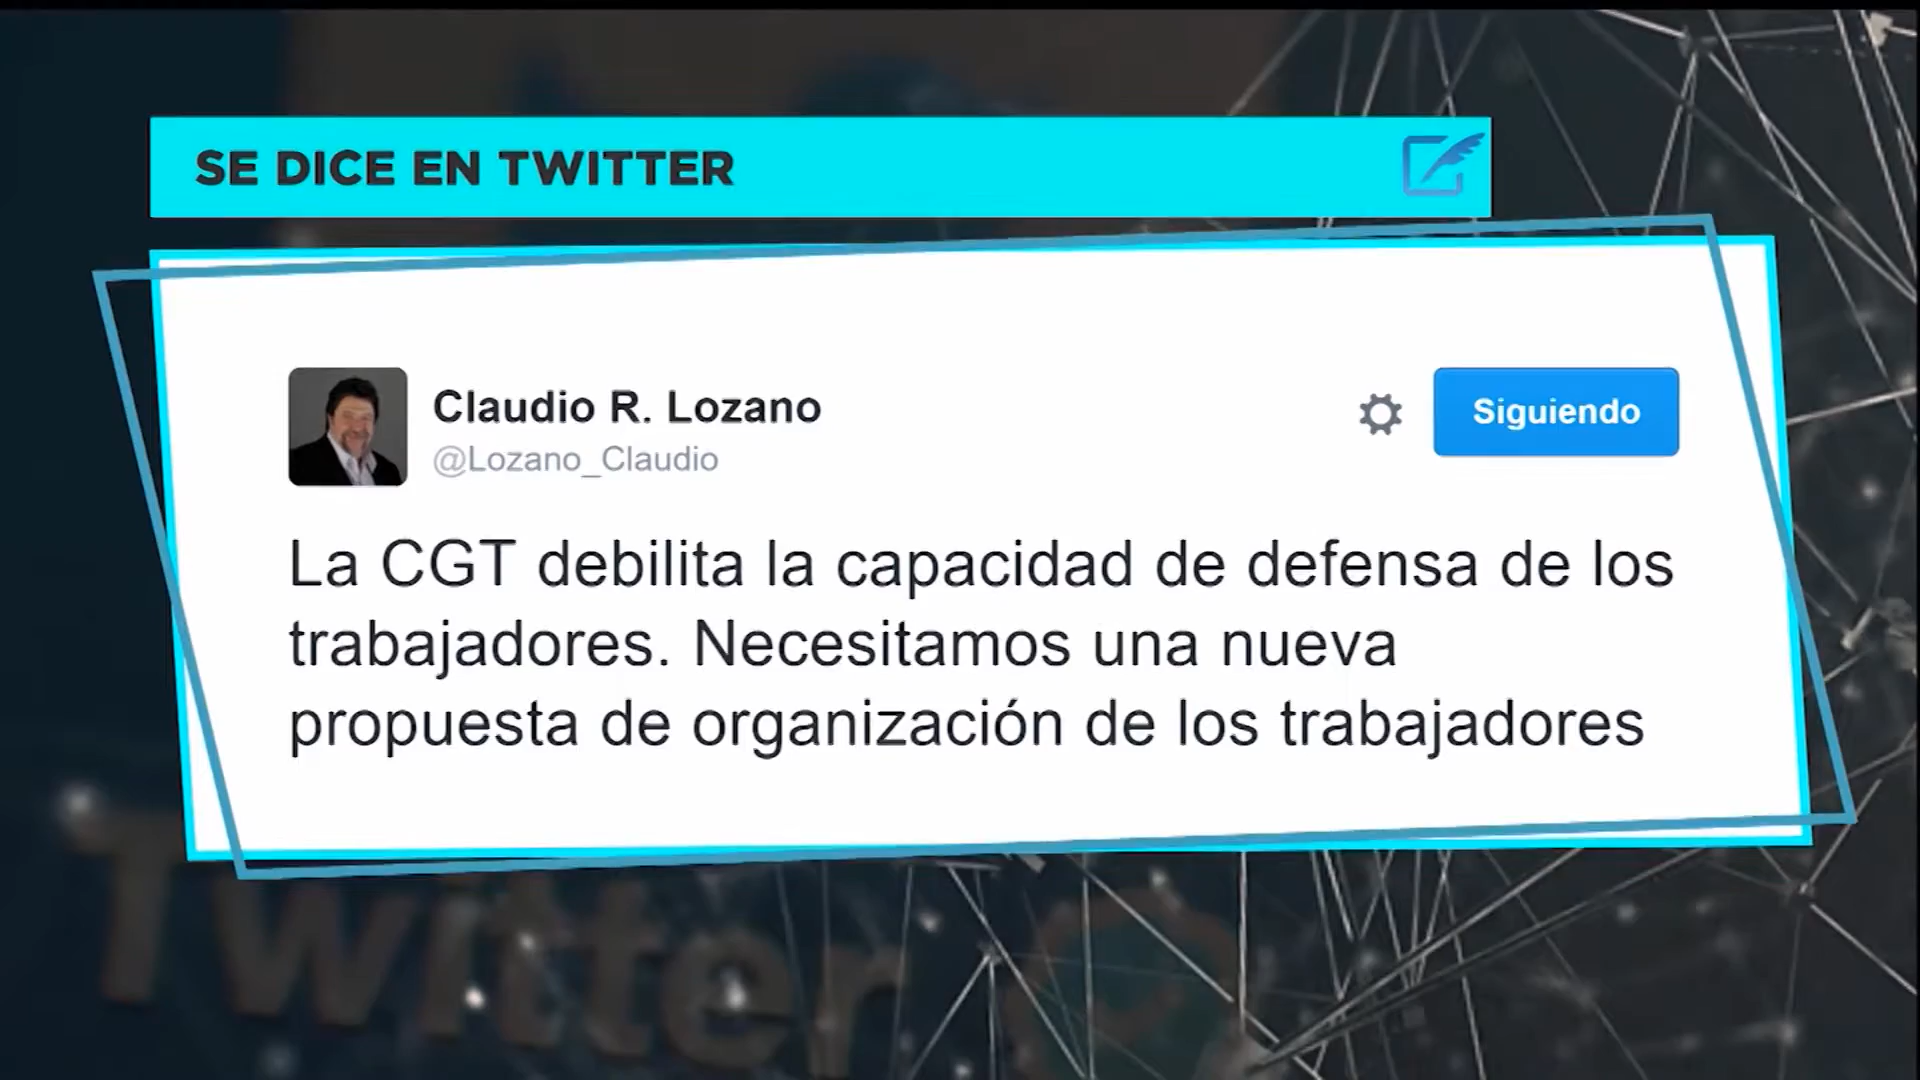 SE DICE EN TWITTER
Claudio R. Lozano
@Lozano_Claudio
Siguiendo
La CGT debilita la capacidad de defensa de los
trabajadores. Necesitamos una nueva
propuesta de organización de los trabajadores
Twitter